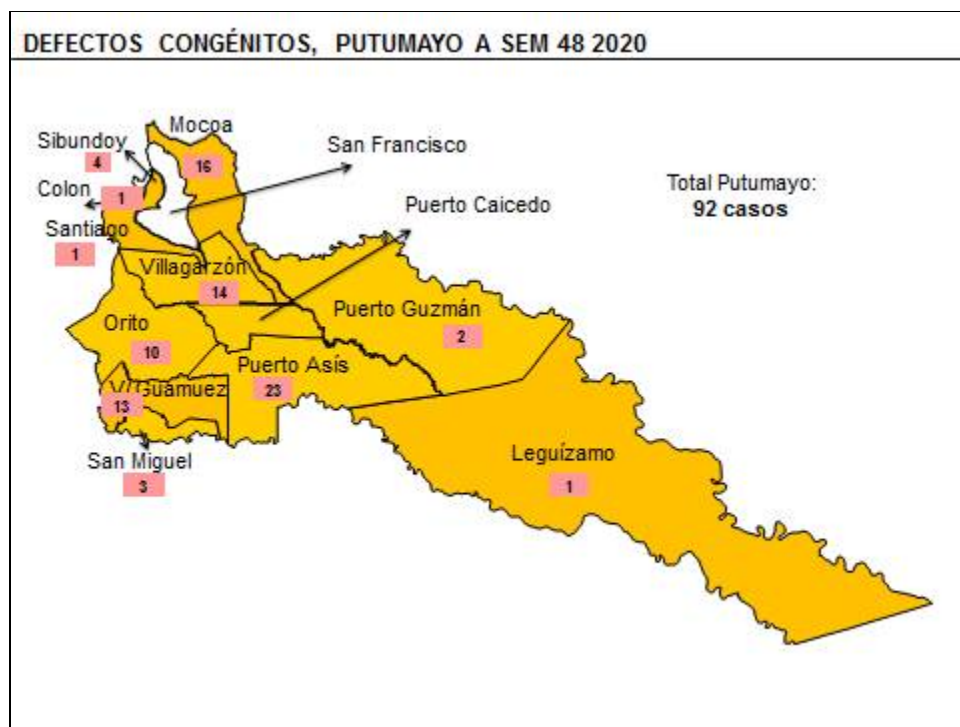 DEFECTOS CONGÉNITOS, PUTUMAYO A SEM 48 2020
Mocoa
16
Sibundoy
4
San Francisco
Colon
1
Total Putumayo:
92 casos
Puerto Caicedo
Santiago
1
Villagarzón
14
Puerto Guzmán
2
Orito
10
Puerto Asís
23
V/Guamuez
13
Leguízamo
1
San Miguel
3